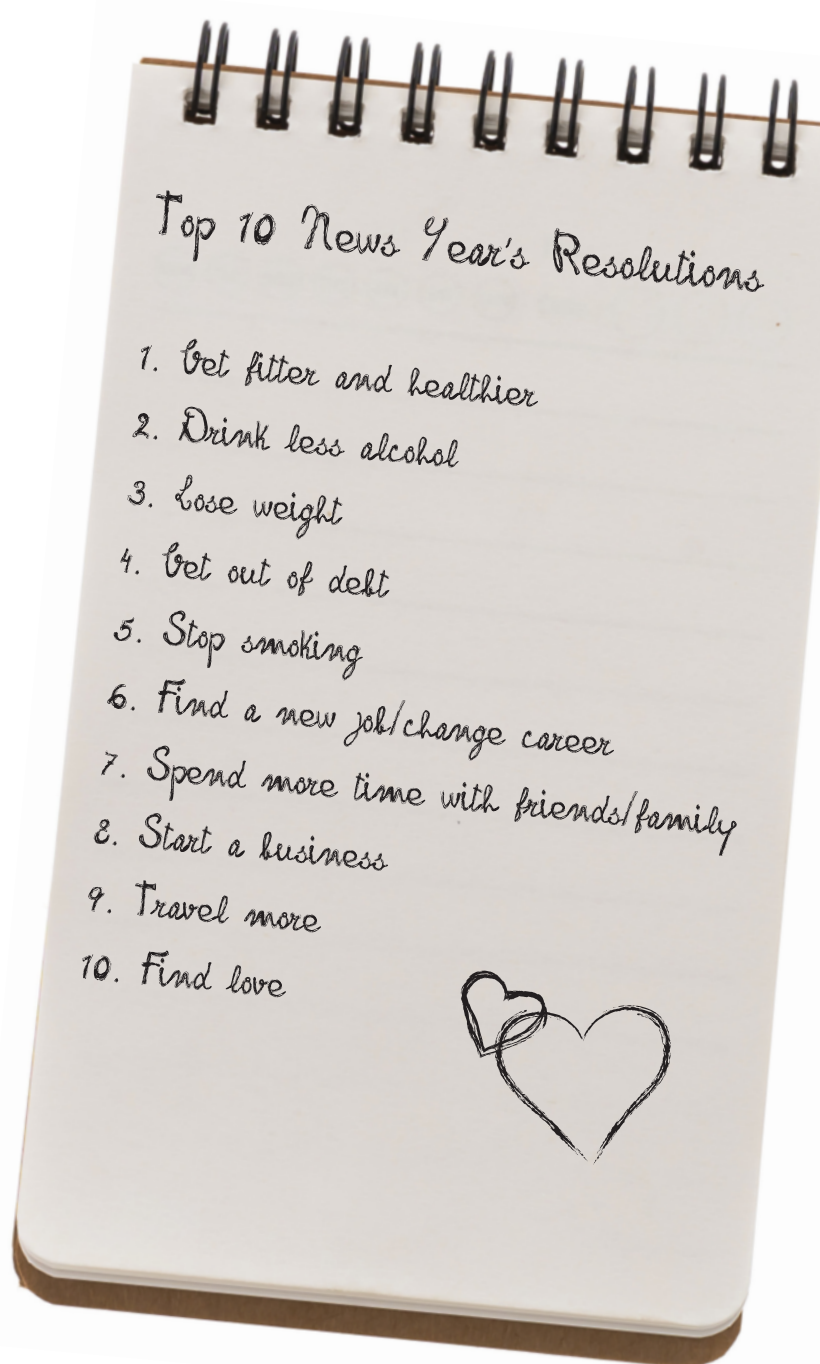 Top 10 News Year's Resolutions
1. Get fitter and healthier
2. Drink less alcohol
3. Lose weight
4. Get out of debt
5. Stop smoking
6. Find a new job/change career
7. Spend more time with friends/family
8. Start a business
9. Travel more
10. Find love